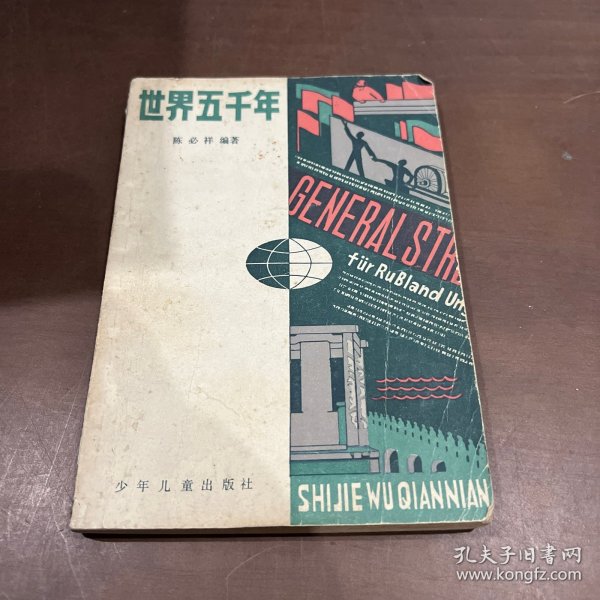 世界五千年
陈必祥 编著
GENERAL STR
für Rußland Un
少年儿童出版社
SHIJIE WU QIANNIAN
孔夫子旧书网
www.kongfz.com